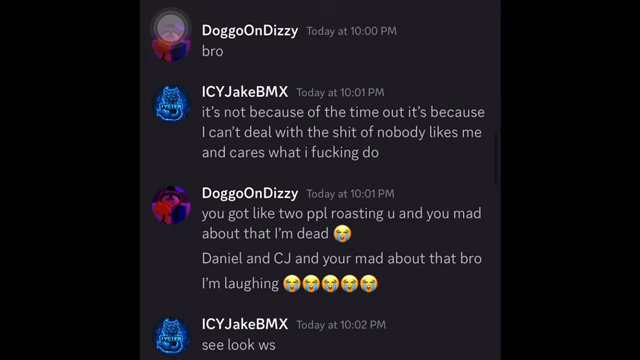 DoggoOnDizzy Today at 10:00 PM
bro
ICYJakeBMX Today at 10:01 PM
it's not because of the time out it's because
I can't deal with the shit of nobody likes me
and cares what i fucking do
DoggoOnDizzy Today at 10:01 PM
you got like two ppl roasting u and you mad
about that I'm dead 😭
Daniel and CJ and your mad about that bro
I'm laughing 😭😭😭😭😭
ICYJakeBMX Today at 10:02 PM
see look ws